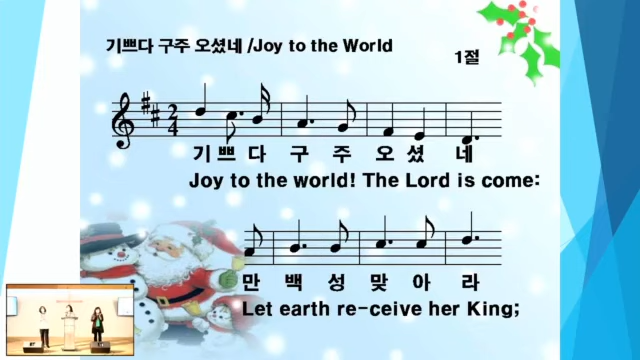 기쁘다 구주 오셨네 /Joy to the World
1절
2
4
기 쁘 다 구 주 오 셨 네
Joy to the world! The Lord is come:
만 백 성 맞 아 라
Let earth re-ceive her King;